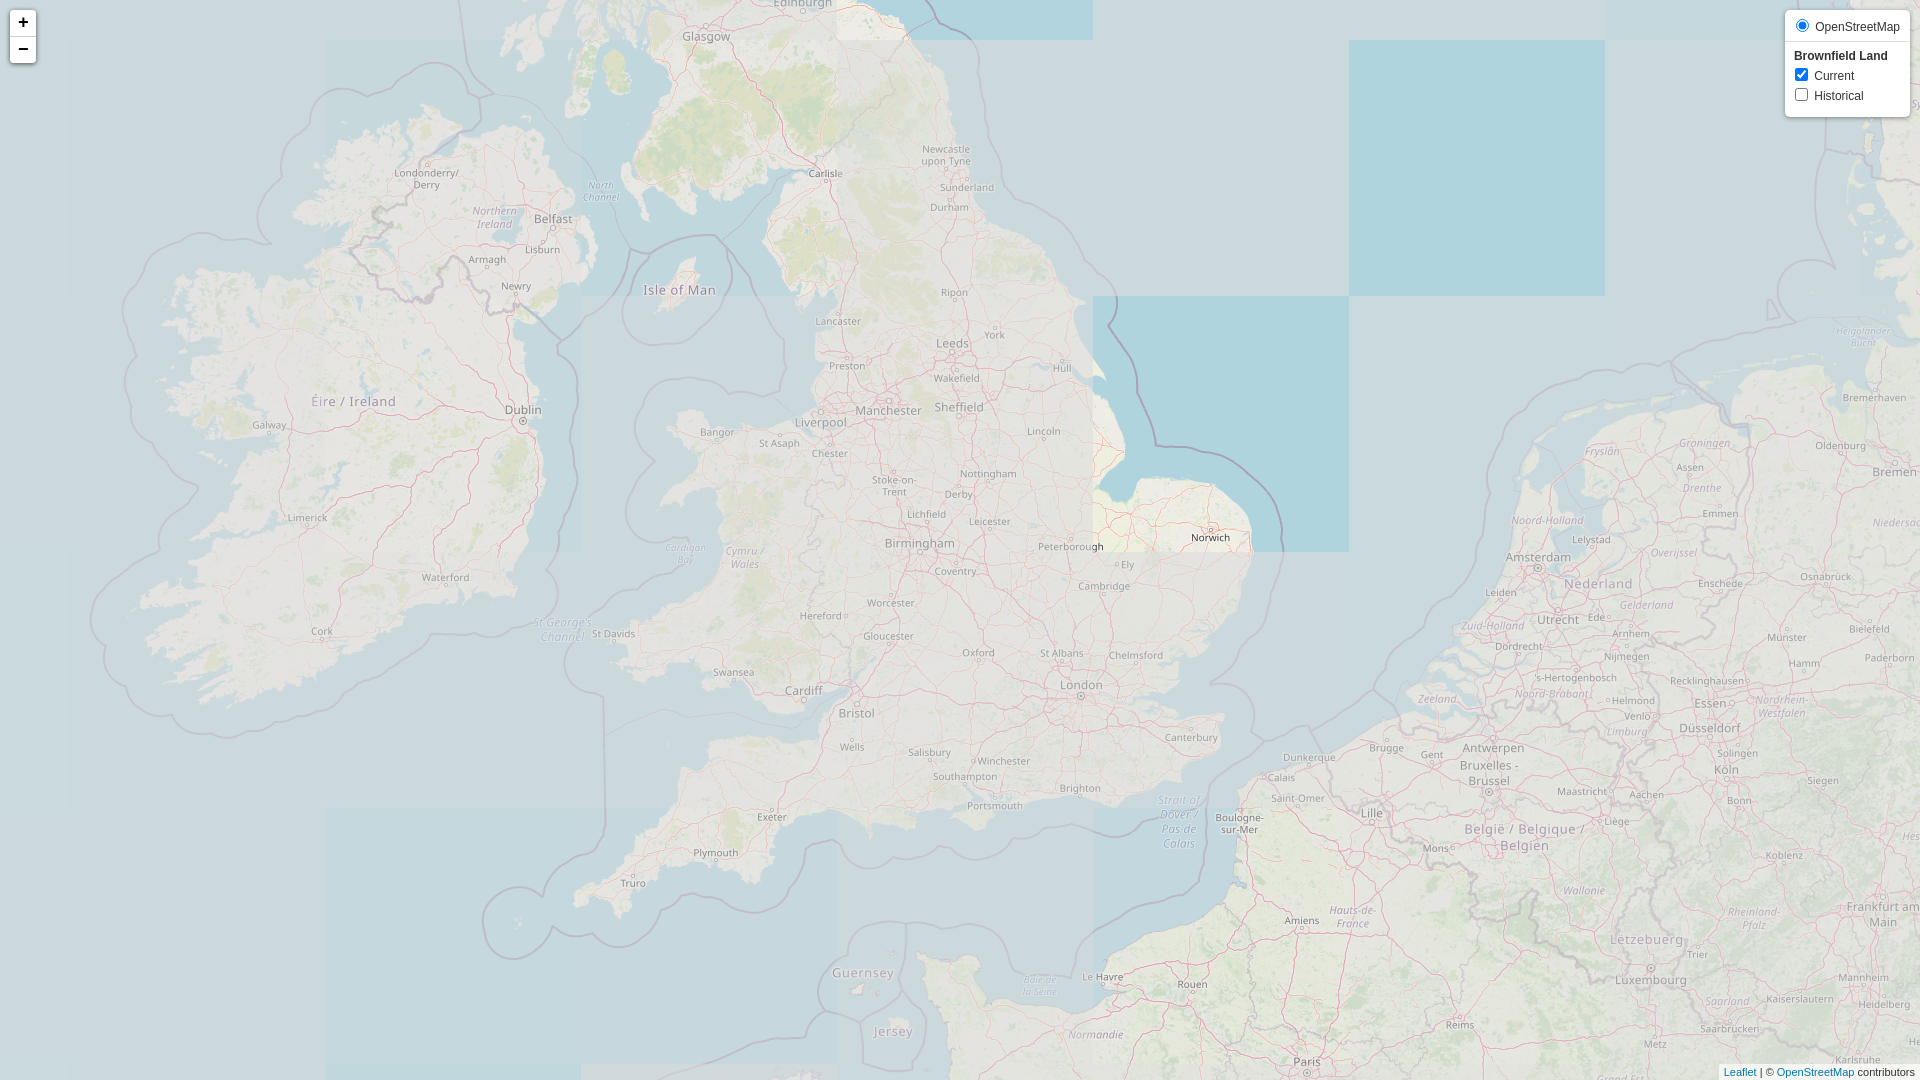 +
−
OpenStreetMap
Brownfield Land
Current
Historical
Edinburgh
Glasgow
Londonderry/
Derry
North
Channel
Carlisle
Newcastle
upon Tyne
Sunderland
Durham
Northern
Ireland
Belfast
Lisburn
Armagh
Newry
Isle of Man
Ripon
Lancaster
York
Leeds
Preston
Wakefield
Hull
Helgoländer
Bucht
Bremerhaven
Éire / Ireland
Dublin
Galway
Manchester
Sheffield
Liverpool
Bangor
St Asaph
Chester
Lincoln
Groningen
Oldenburg
Fryslân
Assen
Bremen
Stoke-on-
Trent
Nottingham
Derby
Drenthe
Limerick
Lichfield
Leicester
Emmen
Noord-Holland
Niedersac
Norwich
Lelystad
Birmingham
Peterborough
Cardigan
Bay
Cymru /
Wales
Overijssel
Amsterdam
Ely
Coventry
Waterford
Cambridge
Nederland
Enschede
Osnabrück
Leiden
Worcester
Gelderland
Hereford
Utrecht
Ede
Zuid-Holland
Arnhem
Münster
Bielefeld
St George's
Channel
Cork
St Davids
Gloucester
Dordrecht
Oxford
St Albans
Chelmsford
Nijmegen
Hamm
Paderborn
Swansea
London
's-Hertogenbosch
Recklinghausen
Cardiff
Zeeland
Noord-Brabant
Helmond
Essen
Nordrhein-
Westfalen
Bristol
Venlo
Düsseldorf
Limburg
Canterbury
Wells
Salisbury
Winchester
Brugge
Gent
Antwerpen
Dunkerque
Solingen
Bruxelles -
Brussel
Köln
Southampton
Calais
Siegen
Brighton
Maastricht
Aachen
Saint-Omer
Bonn
Strait of
Dover /
Pas de
Calais
Portsmouth
Exeter
Boulogne-
sur-Mer
Lille
Liège
België / Belgique /
Belgien
Mons
Koblenz
Plymouth
Truro
Wallonie
Amiens
Hauts-de-
France
Rheinland-
Pfalz
Frankfurt am
Main
Lëtzebuerg
Trier
Guernsey
Baie de
la Seine
Le Havre
Rouen
Luxembourg
Mannheim
Saarland
Kaiserslautern
Heidelberg
Jersey
Normandie
Reims
Saarbrücken
Metz
Karlsruhe
Paris
Grand Est
Leaflet | © OpenStreetMap contributors